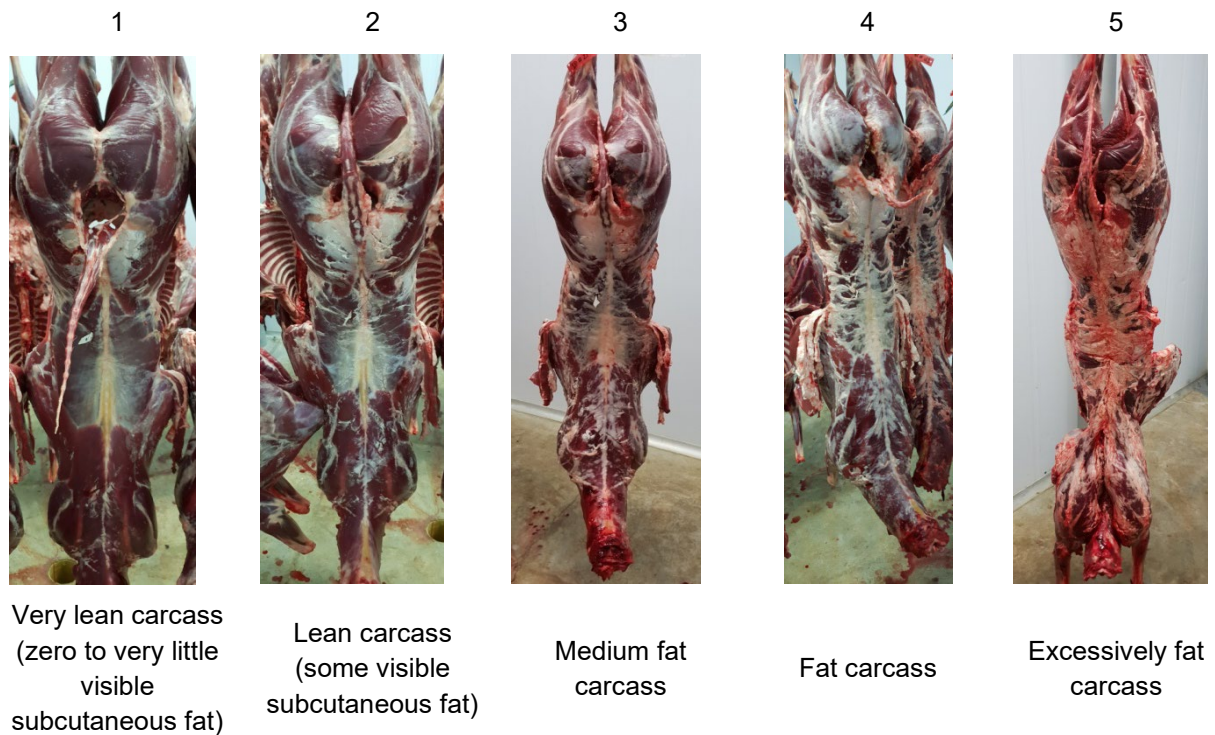 1
2
3
4
5
Very lean carcass
(zero to very little
visible
subcutaneous fat)
Lean carcass
(some visible
subcutaneous fat)
Medium fat
carcass
Fat carcass
Excessively fat
carcass